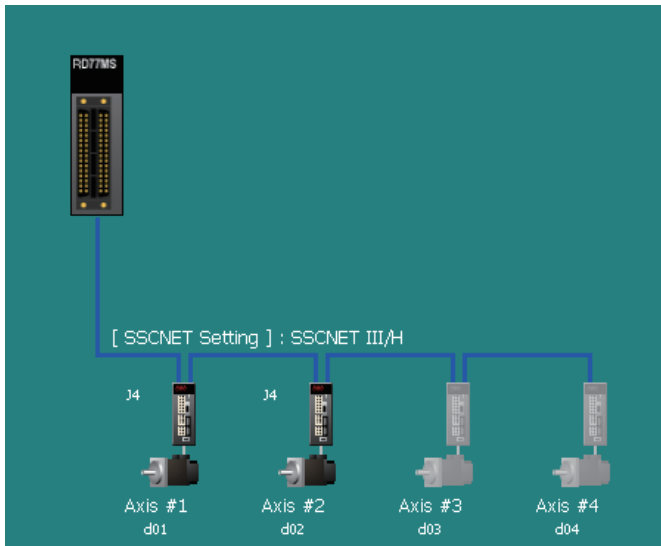 RD77MS
[ SSCNET Setting ] : SSCNET III/H
J4 J4
Axis #1 Axis #2 Axis #3 Axis #4
d01 d02 d03 d04